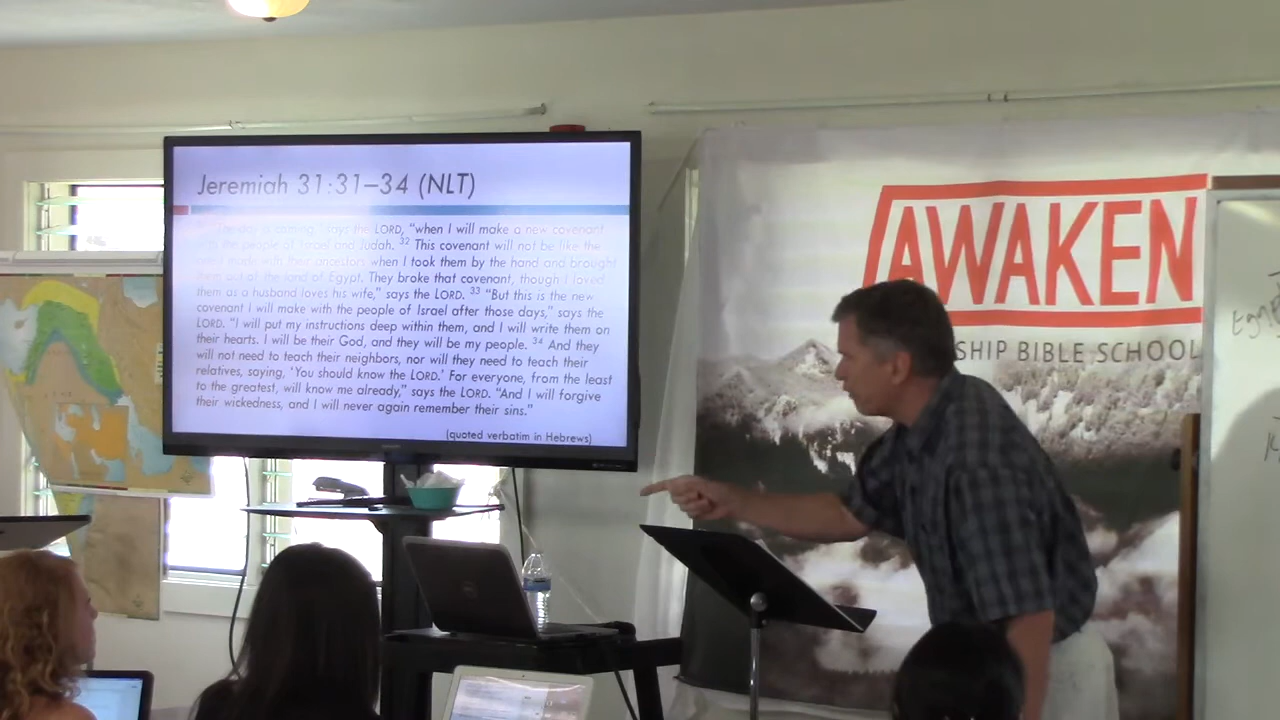 Jeremiah 31:31–34 (NLT)
day is coming," says the LORD, "when I will make a new covenant
with the people of Israel and Judah. 32 This covenant will not be like the
one I made with their ancestors when I took them by the hand and brought
them out of the land of Egypt. They broke that covenant, though I loved
them as a husband loves his wife," says the LORD. 33 "But this is the new
covenant I will make with the people of Israel after those days," says the
LORD. "I will put my instructions deep within them, and I will write them on
their hearts. I will be their God, and they will be my people. 34 And they
will not need to teach their neighbors, nor will they need to teach their
relatives, saying, 'You should know the LORD.' For everyone, from the least
to the greatest, will know me already," says the LORD. "And I will forgive
their wickedness, and I will never again remember their sins."
(quoted verbatim in Hebrews)
AWAKEN
SHIP BIBLE SCHOOL